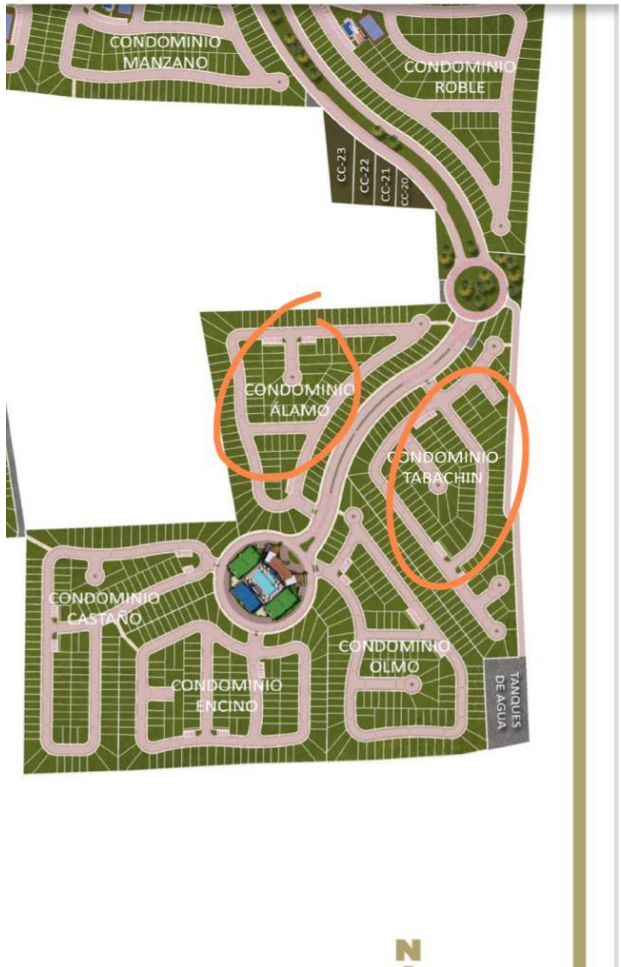 CONDOMINIO
MANZANO
CONDOMINIO
ROBLE
CC-23
CC-22
CC-21
CC-20
CONDOMINIO
ÁLAMO
CONDOMINIO
TABACHIN
CONDOMINIO
CASTAÑO
CONDOMINIO
OLMO
CONDOMINIO
ENCINO
TANQUES
DE AGUA
N